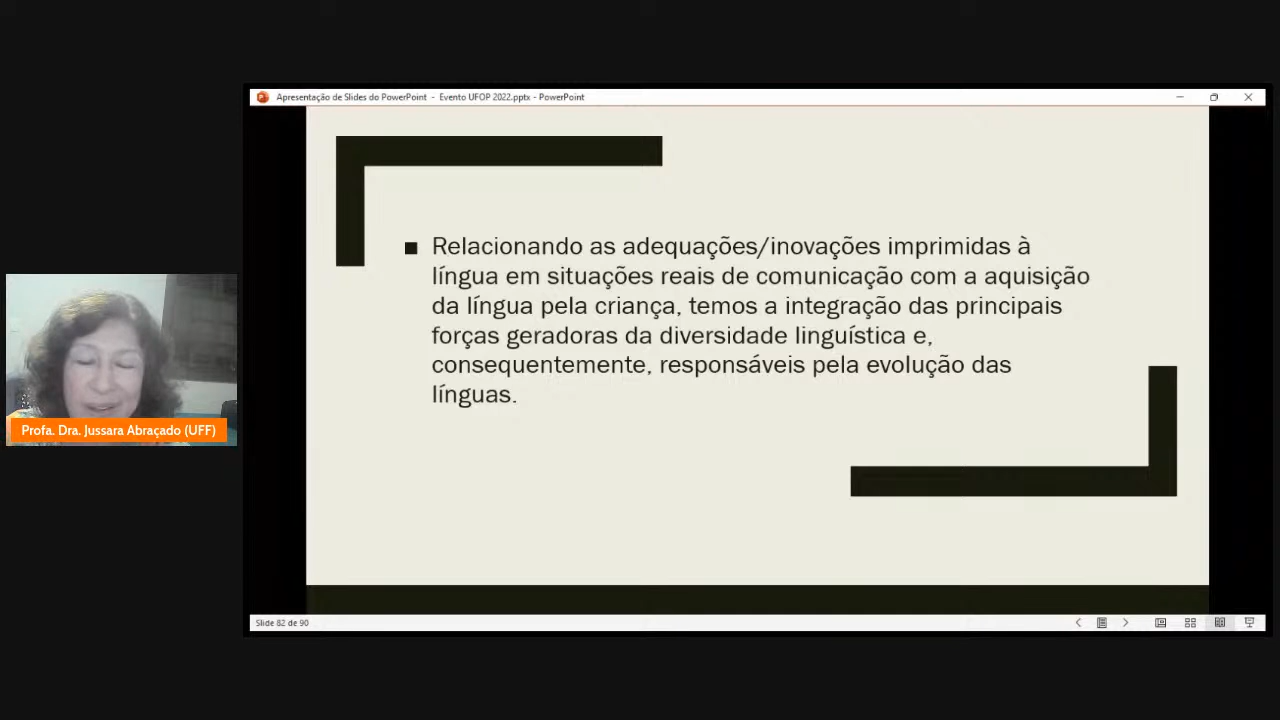 Apresentação de Slides do PowerPoint - Evento UFOP 2022.pptx - PowerPoint
■ Relacionando as adequações/inovações imprimidas à
língua em situações reais de comunicação com a aquisição
da língua pela criança, temos a integração das principais
forças geradoras da diversidade linguística e,
consequentemente, responsáveis pela evolução das
línguas.
Profa. Dra. Jussara Abraçado (UFF)
Slide 82 de 90